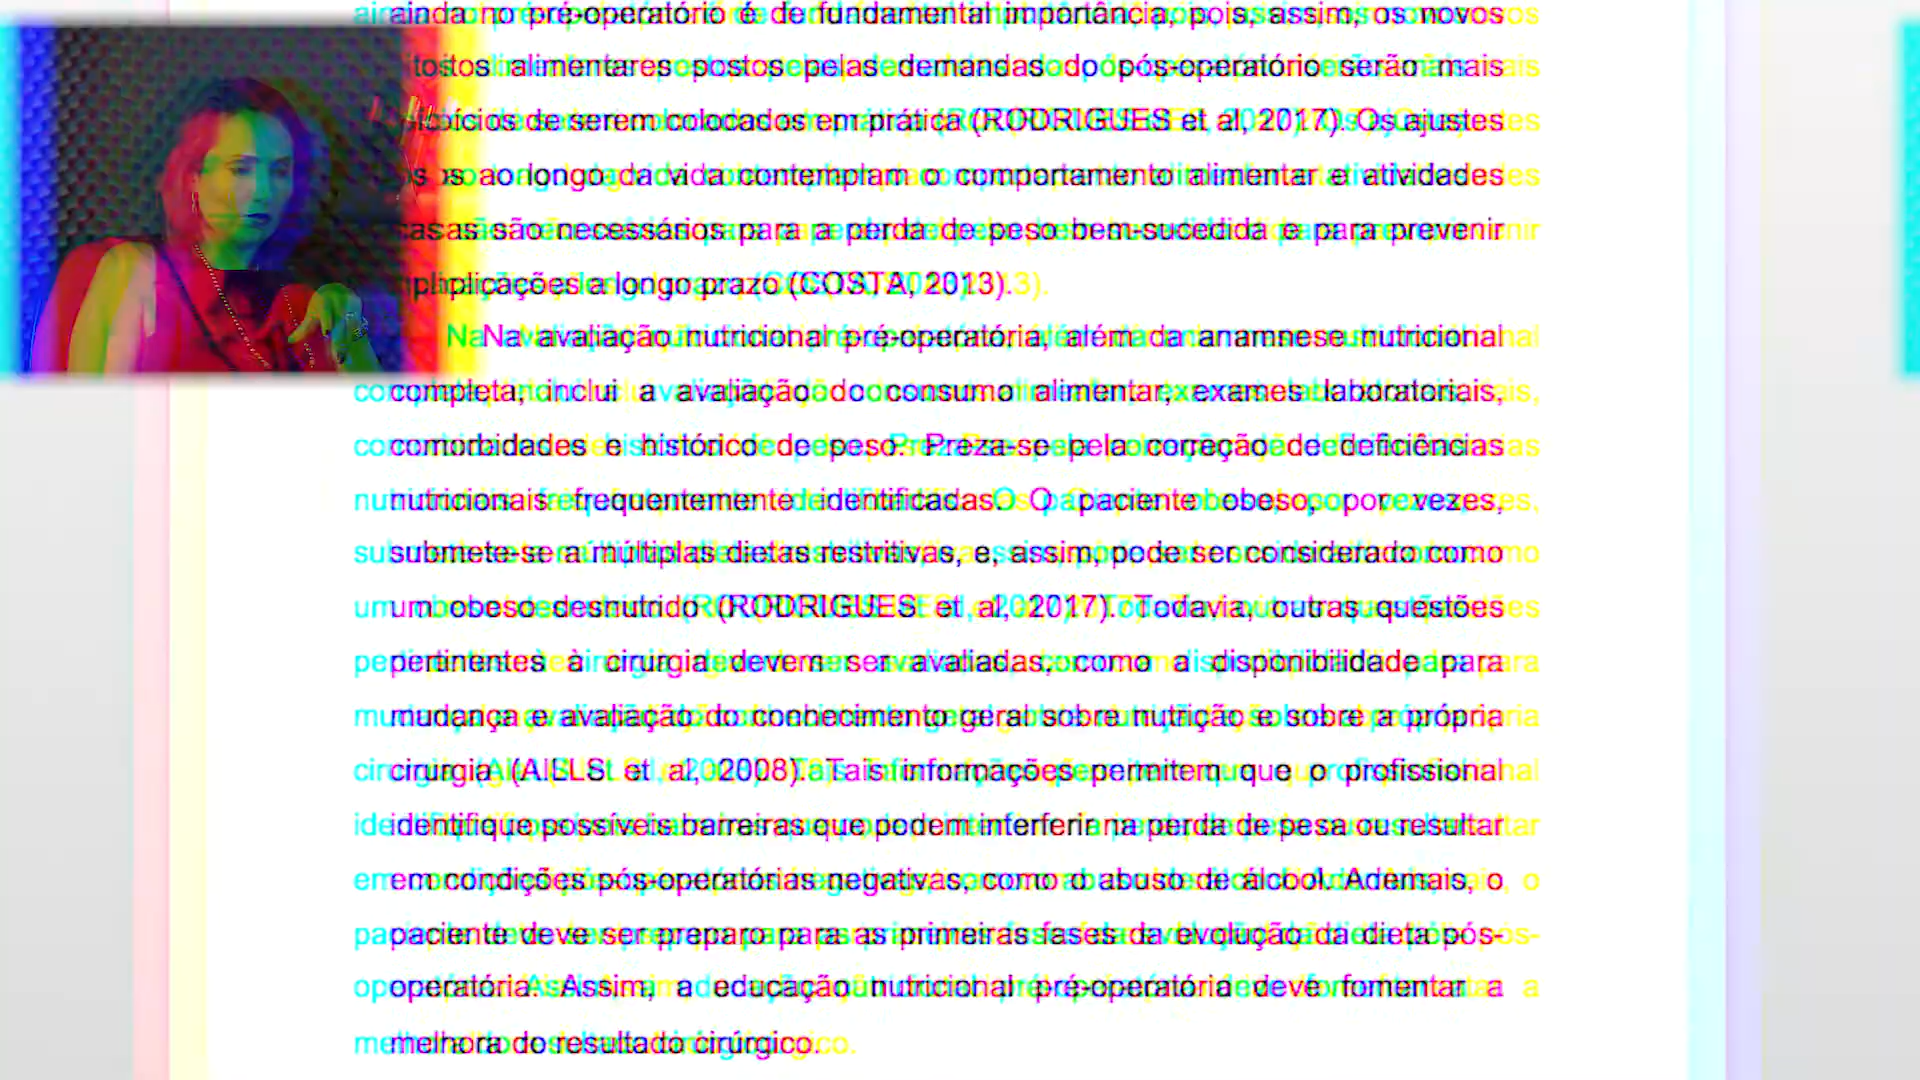 ainda no pré-operatório é de fundamental importância, pois, assim, os novos
alimentares postos pelas demandas do pós-operatório serão mais
de serem colocados em prática (RODRIGUES et al, 2017). Os ajustes
ao longo da vida contemplam o comportamento alimentar e atividades
são necessários para a perda de peso bem-sucedida e para prevenir
a longo prazo (COSTA, 2013).
Na avaliação nutricional pré-operatória, além da anamnese nutricional
completa, inclui a avaliação do consumo alimentar, exames laboratoriais,
comorbidades e histórico de peso. Preza-se pela correção de deficiências
nutricionais frequentemente identificadas. O paciente obeso, por vezes,
submete-se a múltiplas dietas restritivas, e, assim, pode ser considerado como
um obeso desnutrido (RODRIGUES et al, 2017). Todavia, outras questões
pertinentes à cirurgia devem ser avaliadas, como a disponibilidade para
mudança e avaliação do conhecimento geral sobre nutrição e sobre a própria
cirurgia (AILLS et al, 2008). Tais informações permitem que o profissional
identifique possíveis barreiras que podem interferir na perda de peso ou resultar
em condições pós-operatórias negativas, como o abuso de álcool. Ademais, o
paciente deve ser preparo para as primeiras fases da evolução da dieta pós-
operatória. Assim, a educação nutricional pré-operatória deve fomentar a
melhora do resultado cirúrgico.